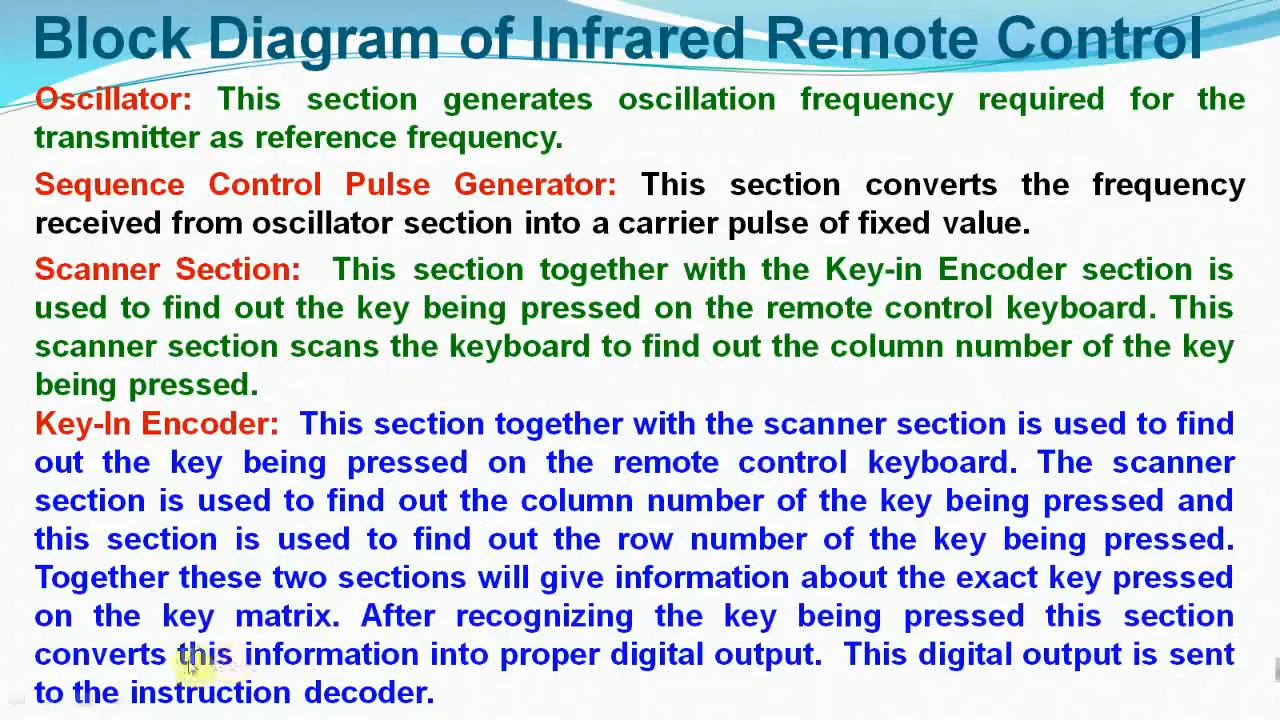 Block Diagram of Infrared Remote Control
Oscillator: This section generates oscillation frequency required for the
transmitter as reference frequency.
Sequence Control Pulse Generator: This section converts the frequency
received from oscillator section into a carrier pulse of fixed value.
Scanner Section: This section together with the Key-in Encoder section is
used to find out the key being pressed on the remote control keyboard. This
scanner section scans the keyboard to find out the column number of the key
being pressed.
Key-In Encoder: This section together with the scanner section is used to find
out the key being pressed on the remote control keyboard. The scanner
section is used to find out the column number of the key being pressed and
this section is used to find out the row number of the key being pressed.
Together these two sections will give information about the exact key pressed
on the key matrix. After recognizing the key being pressed this section
converts this information into proper digital output. This digital output is sent
to the instruction decoder.